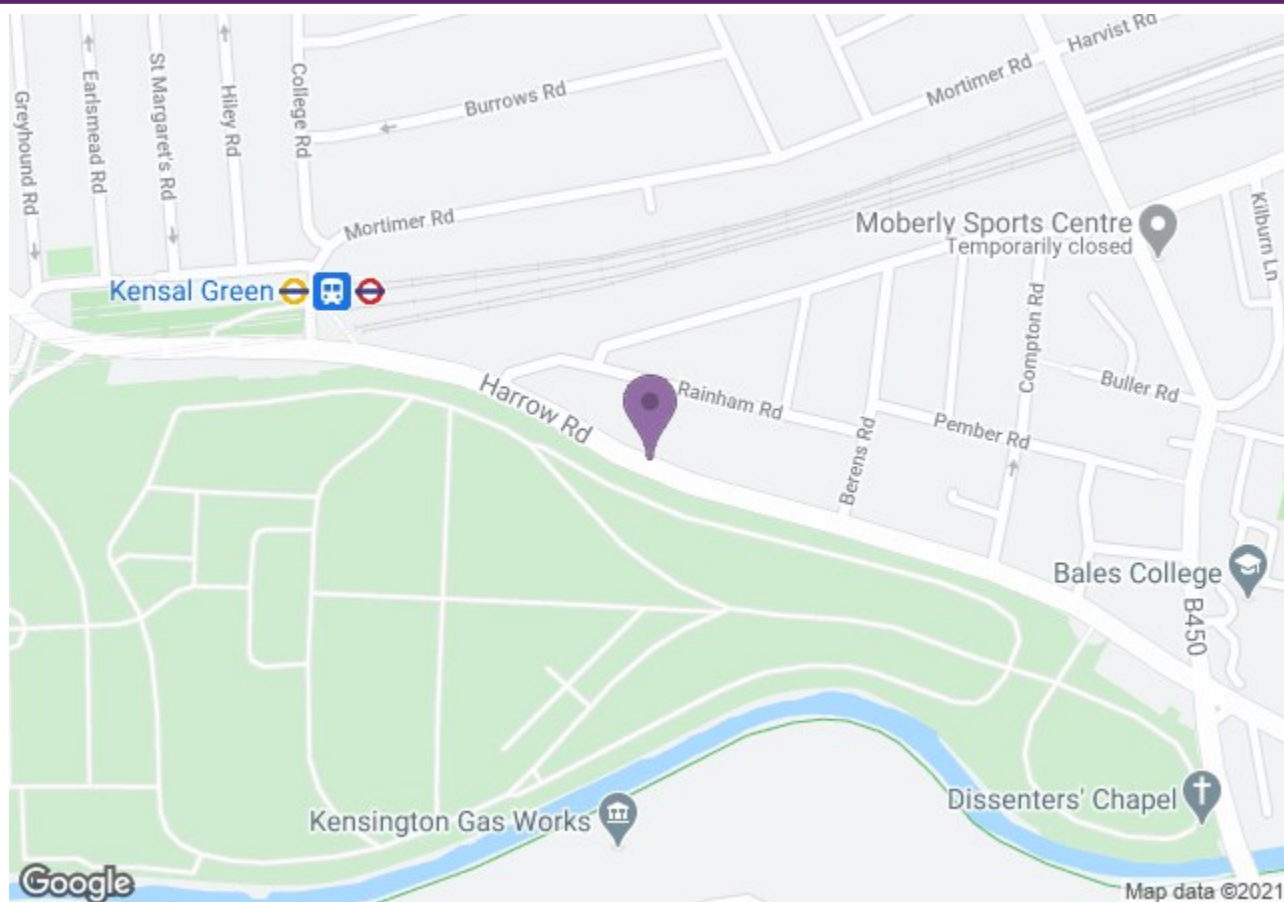 Harvist Rd
Mortimer Rd
Burrows Rd
College Rd
Hiley Rd
St Margaret's Rd
Earlsmead Rd
Greyhound Rd
Mortimer Rd
Moberly Sports Centre
Temporarily closed
Kilburn Ln
Kensal Green
Compton Rd
Buller Rd
Rainham Rd
Harrow Rd
Pember Rd
Berens Rd
Bales College
B450
Dissenters' Chapel
Kensington Gas Works
Google
Map data ©2021